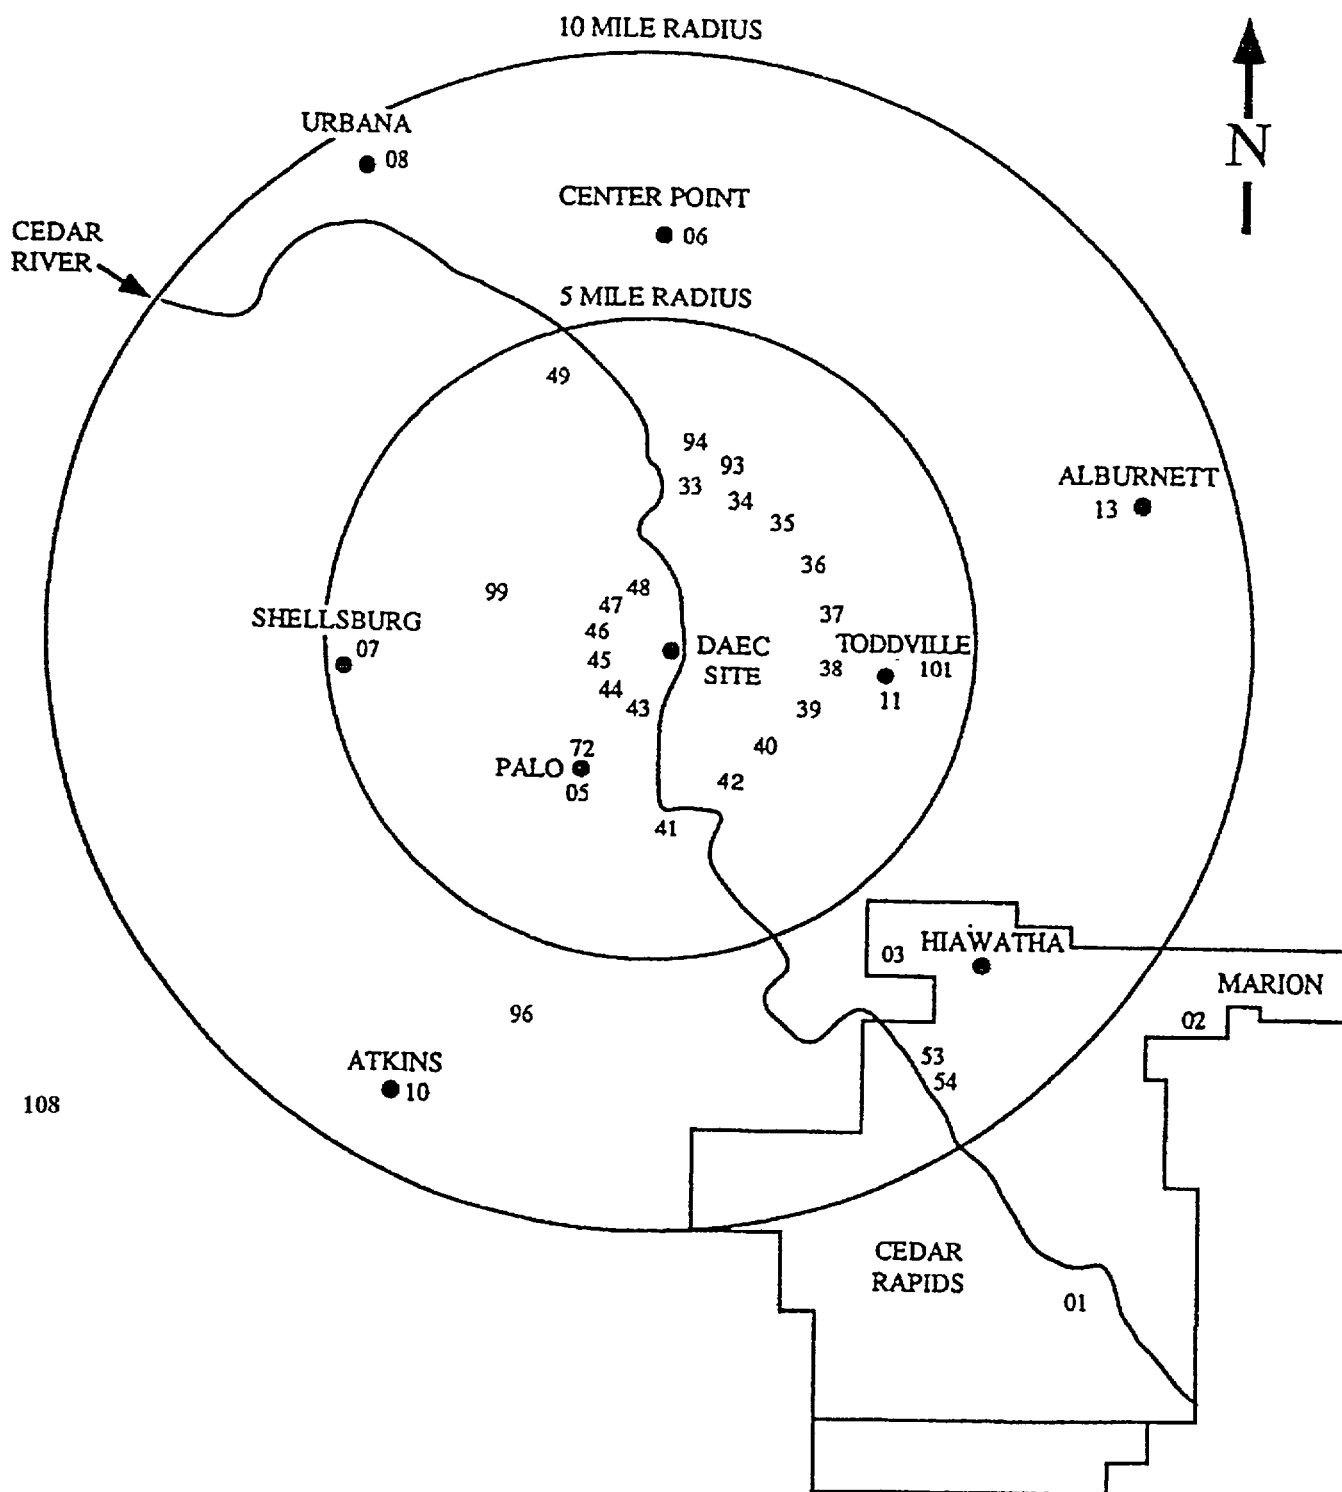 10 MILE RADIUS
N
URBANA
08
CENTER POINT
06
CEDAR
RIVER
5 MILE RADIUS
49
94
93
33
34
35
36
ALBURNETT
13
99
48
47
46
45
44
43
37
SHELLSBURG
07
DAEC
SITE
TODDVILLE
38
101
11
39
40
42
72
PALO
05
41
03
HIAWATHA
MARION
02
96
53
54
ATKINS
10
108
CEDAR
RAPIDS
01